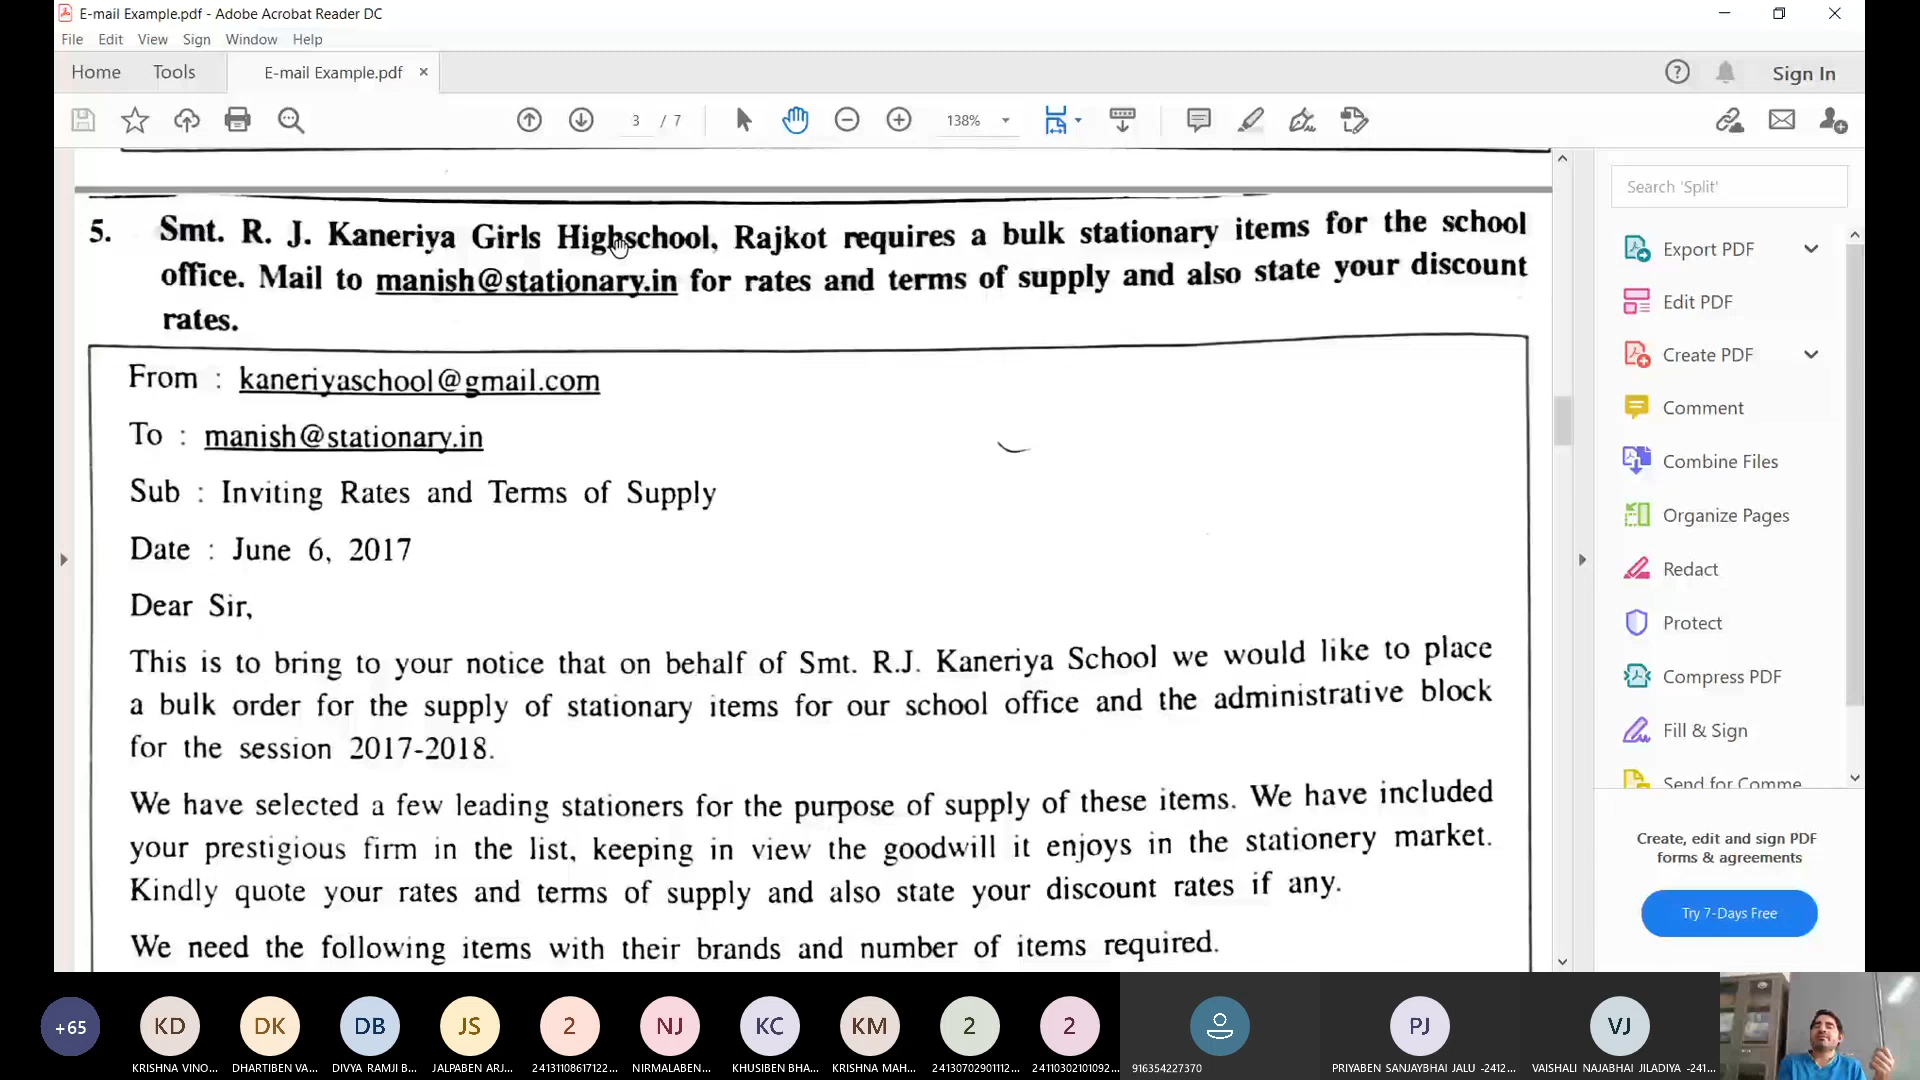 E-mail Example.pdf - Adobe Acrobat Reader DC
File Edit View Sign Window Help
Home Tools E-mail Example.pdf × Sign In
3 / 7 138%
5. Smt. R. J. Kaneriya Girls Highschool, Rajkot requires a bulk stationary items for the school
office. Mail to manish@stationary.in for rates and terms of supply and also state your discount
rates.
From : kaneriyaschool@gmail.com
To : manish@stationary.in
Sub : Inviting Rates and Terms of Supply
Date : June 6, 2017
Dear Sir,
This is to bring to your notice that on behalf of Smt. R.J. Kaneriya School we would like to place
a bulk order for the supply of stationary items for our school office and the administrative block
for the session 2017-2018.
We have selected a few leading stationers for the purpose of supply of these items. We have included
your prestigious firm in the list, keeping in view the goodwill it enjoys in the stationery market.
Kindly quote your rates and terms of supply and also state your discount rates if any.
We need the following items with their brands and number of items required.
Search 'Split'
Export PDF
Edit PDF
Create PDF
Comment
Combine Files
Organize Pages
Redact
Protect
Compress PDF
Fill & Sign
Send for Comme
Create, edit and sign PDF
forms & agreements
Try 7-Days Free
+65 KD DK DB JS 2 NJ KC KM 2 2 PJ VJ
KRISHNA VINO... DHARTIBEN VA... DIVYA RAMJI B... JALPABEN ARJ... 24131108617122... NIRMALABEN... KHUSIBEN BHA... KRISHNA MAH... 24130702901112... 24110302101092... 916354227370 PRIYABEN SANJAYBHAI JALU -2412... VAISHALI NAJABHAI JILADIYA -241...